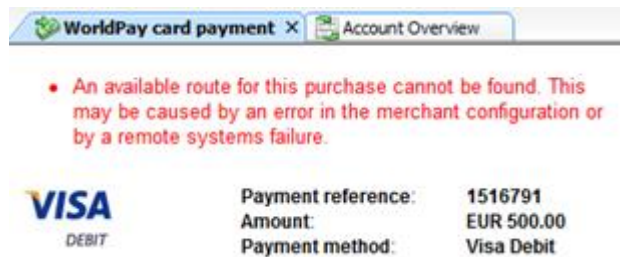 WorldPay card payment Account Overview
• An available route for this purchase cannot be found. This
may be caused by an error in the merchant configuration or
by a remote systems failure.
VISA
DEBIT
Payment reference: 1516791
Amount: EUR 500.00
Payment method: Visa Debit